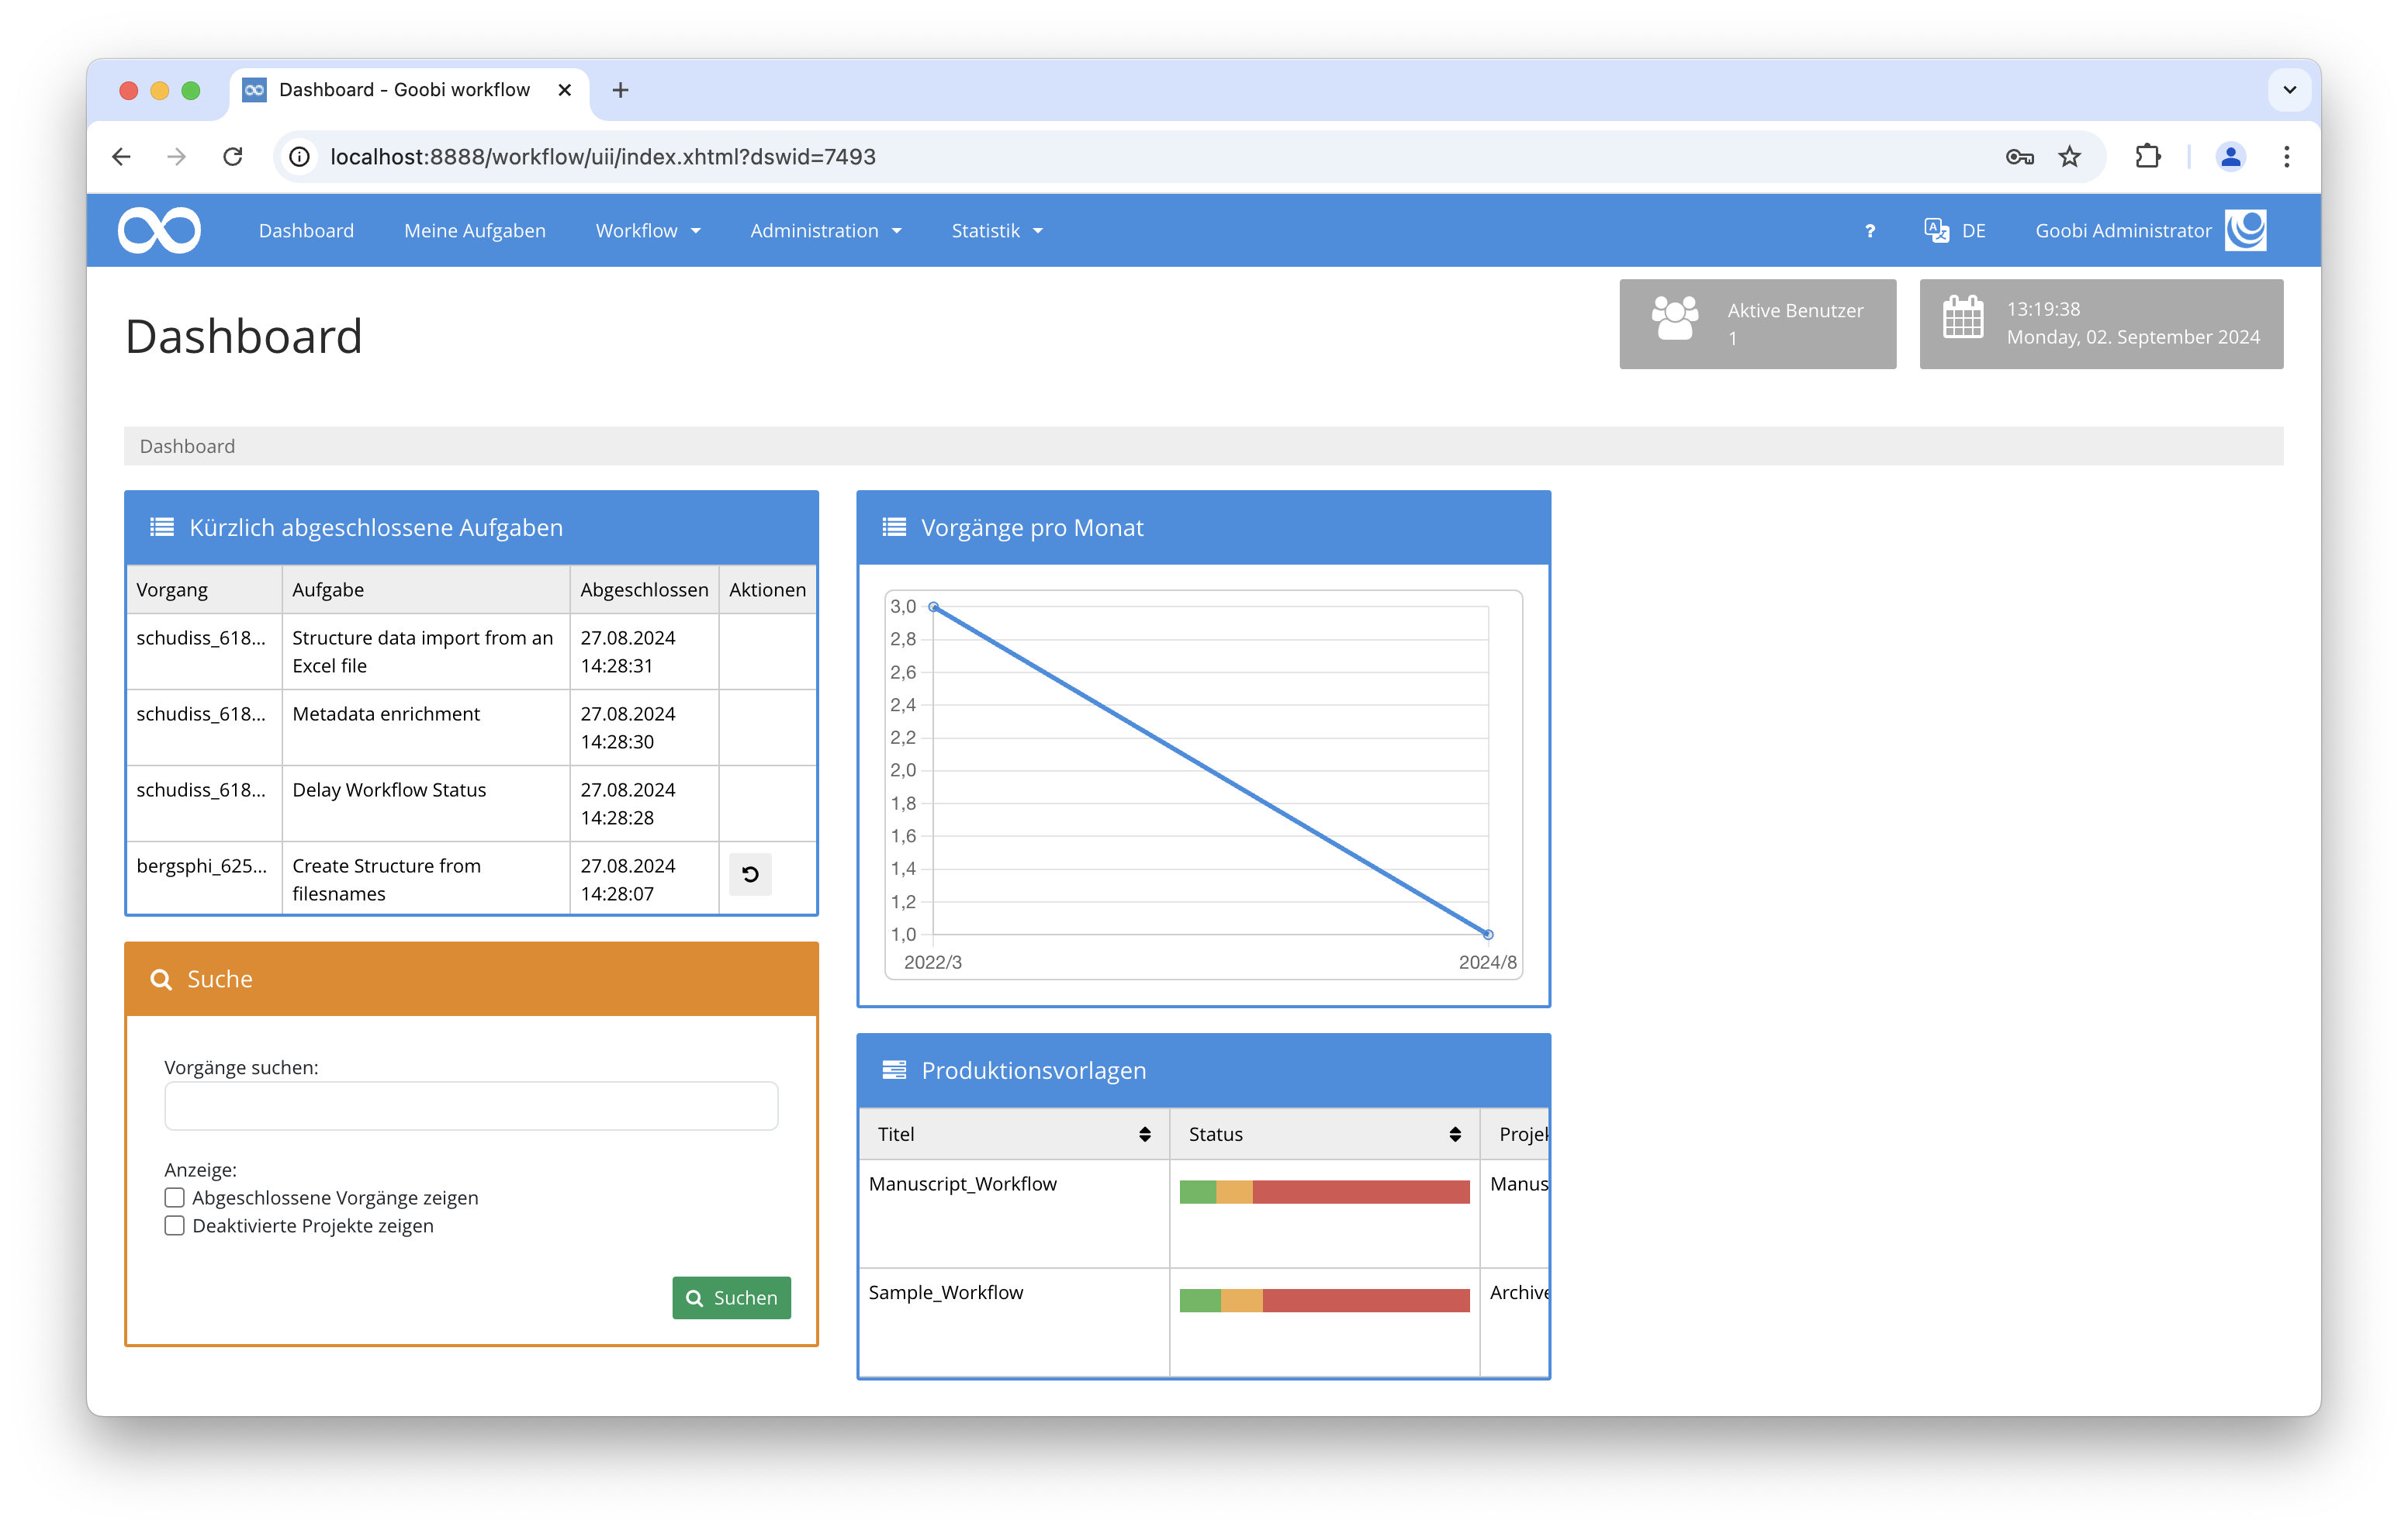 Dashboard - Goobi workflow
localhost:8888/workflow/uii/index.xhtml?dswid=7493
Dashboard Meine Aufgaben Workflow Administration Statistik ? DE Goobi Administrator
Dashboard
Aktive Benutzer
1
13:19:38
Monday, 02. September 2024
Dashboard
Kürzlich abgeschlossene Aufgaben
Vorgang Aufgabe Abgeschlossen Aktionen
schudiss_618... Structure data import from an 27.08.2024
Excel file 14:28:31
schudiss_618... Metadata enrichment 27.08.2024
14:28:30
schudiss_618... Delay Workflow Status 27.08.2024
14:28:28
bergsphi_625... Create Structure from 27.08.2024
filesnames 14:28:07
Suche
Vorgänge suchen:
Anzeige:
Abgeschlossene Vorgänge zeigen
Deaktivierte Projekte zeigen
Suchen
Vorgänge pro Monat
3,0
2,8
2,6
2,4
2,2
2,0
1,8
1,6
1,4
1,2
1,0
2022/3 2024/8
Produktionsvorlagen
Titel Status Projek
Manuscript_Workflow Manus
Sample_Workflow Archive